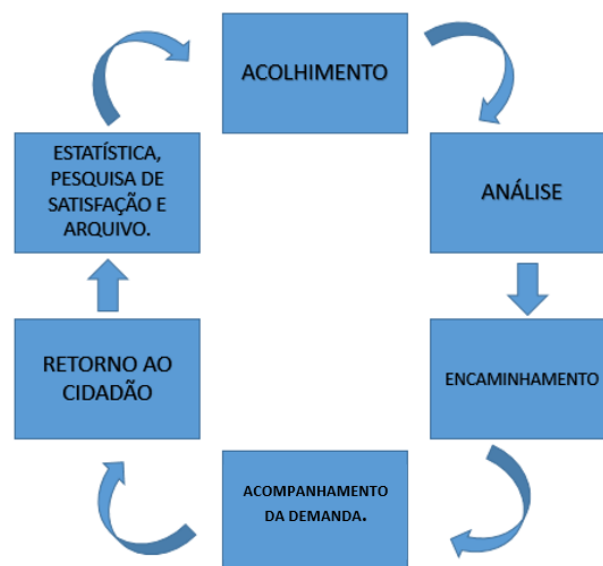 ACOLHIMENTO
ANÁLISE
ENCAMINHAMENTO
ACOMPANHAMENTO
DA DEMANDA.
RETORNO AO
CIDADÃO
ESTATÍSTICA,
PESQUISA DE
SATISFAÇÃO E
ARQUIVO.